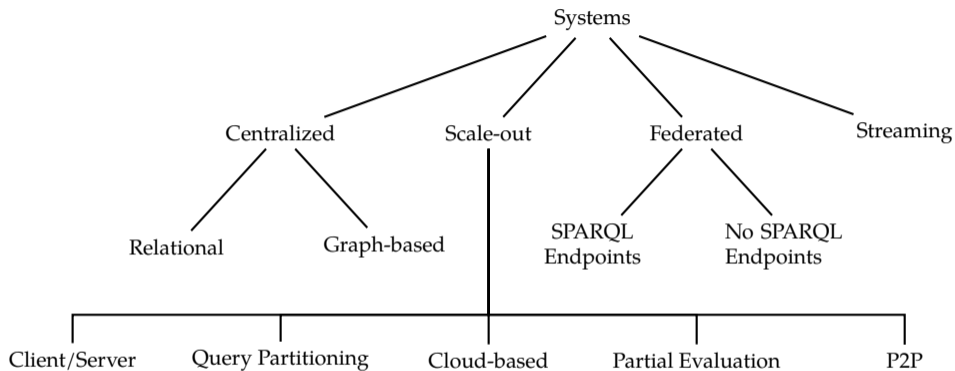 Systems
Centralized
Scale-out
Federated
Streaming
Relational
Graph-based
SPARQL
Endpoints
No SPARQL
Endpoints
Client/Server
Query Partitioning
Cloud-based
Partial Evaluation
P2P